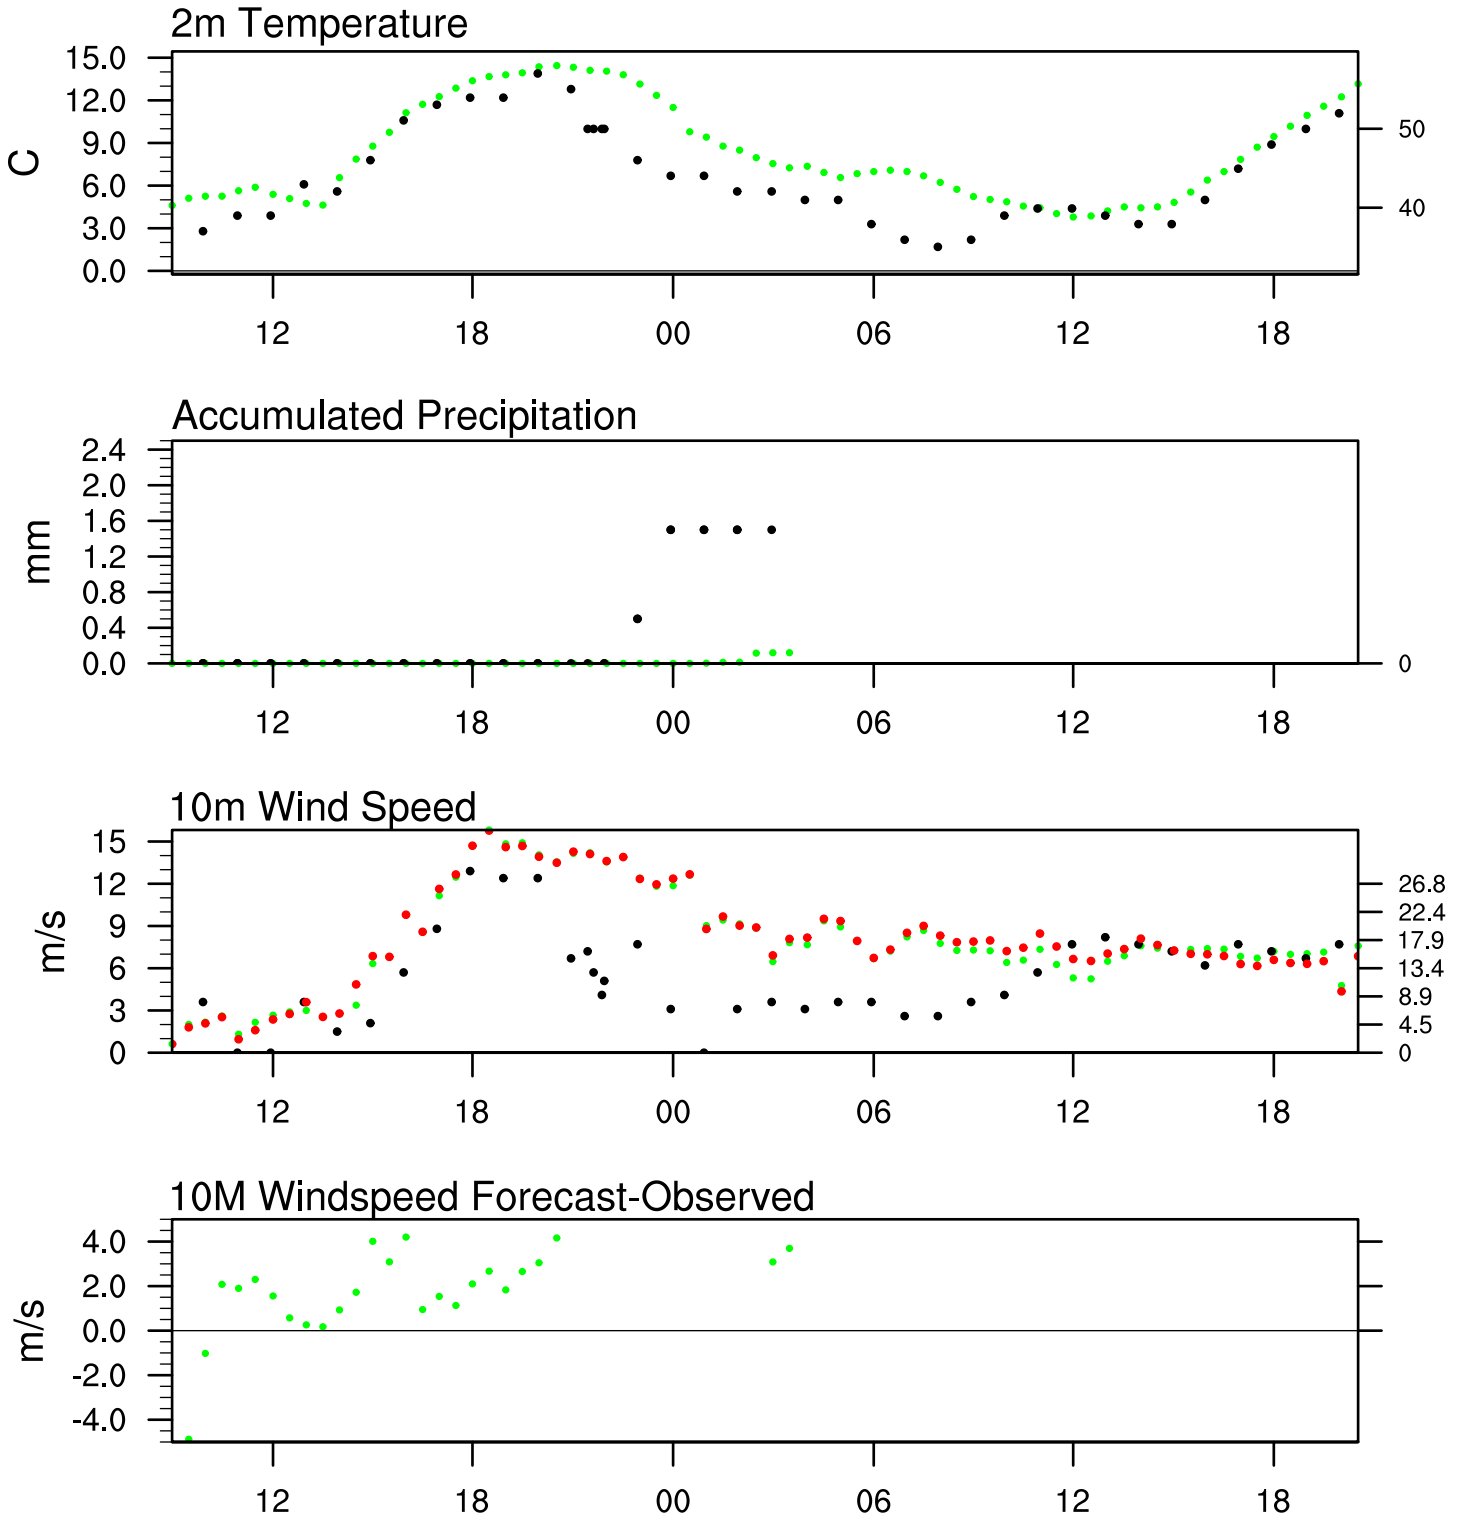 2m Temperature
15.0
12.0
9.0
6.0
3.0
0.0
C
50
40
12 18 00 06 12 18
Accumulated Precipitation
2.4
2.0
1.6
1.2
0.8
0.4
0.0
mm
0
12 18 00 06 12 18
10m Wind Speed
15
12
9
6
3
0
m/s
26.8
22.4
17.9
13.4
8.9
4.5
0
12 18 00 06 12 18
10M Windspeed Forecast-Observed
4.0
2.0
0.0
-2.0
-4.0
m/s
12 18 00 06 12 18